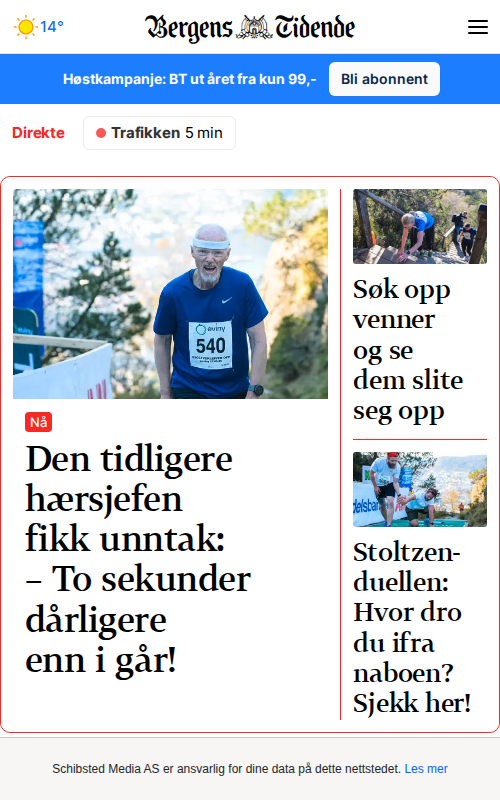 14°
Bergens Tidende
Høstkampanje: BT ut året fra kun 99,-
Bli abonnent
Direkte
Trafikken 5 min
eviny
540
Nå
Den tidligere
hærsjefen
fikk unntak:
– To sekunder
dårligere
enn i går!
Søk opp
venner
og se
dem slite
seg opp
Stoltzen-
duellen:
Hvor dro
du ifra
naboen?
Sjekk her!
Schibsted Media AS er ansvarlig for dine data på dette nettstedet. Les mer